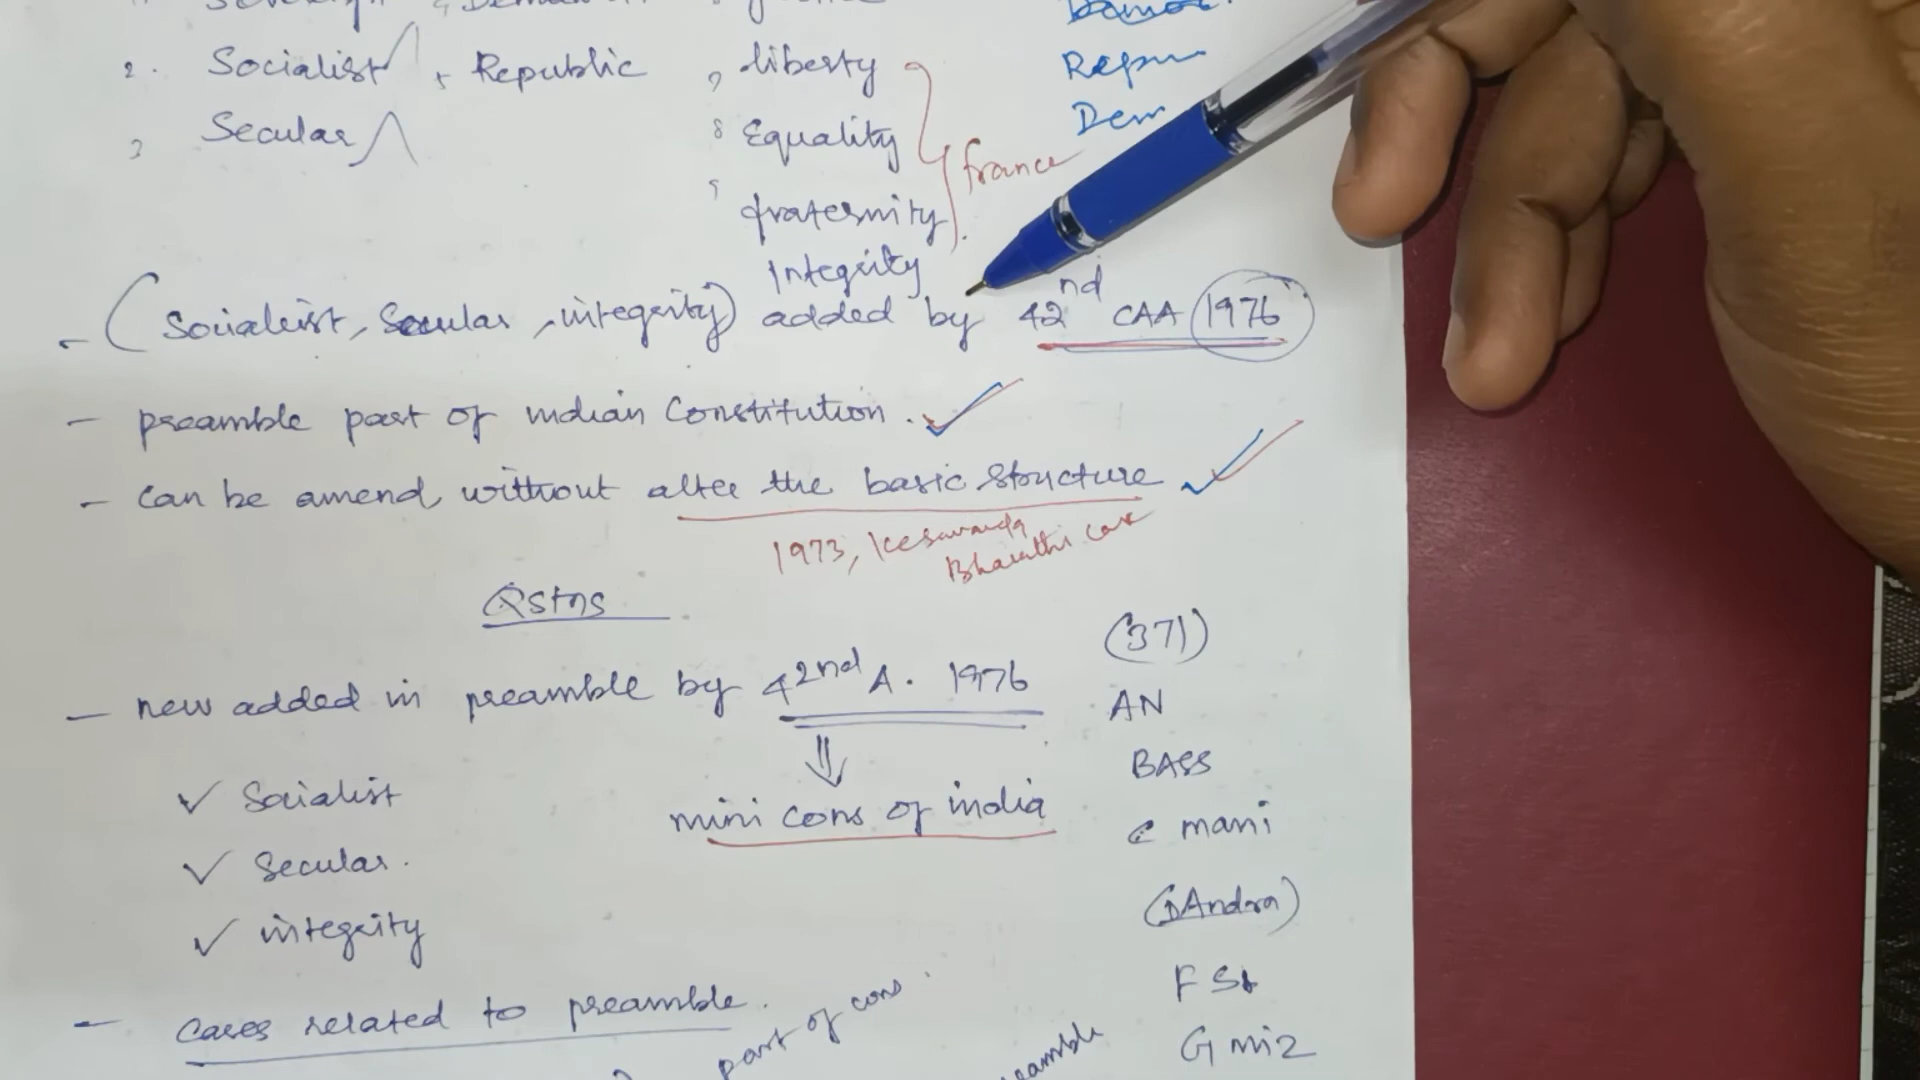 2. Socialist 5 Republic 7 liberty Repu
3 Secular 8 Equality Dem
france
9 fraternity
Integrity
- (Socialist, Secular, integrity) added by 42nd CAA 1976
- preamble part of indian Constitution.
- can be amend without alter the basic structure
1973, Kesavanda
Bharathi case
Qstns
(371)
- new added in preamble by 42nd A. 1976
AN
BASS
✓ Socialist
mini cons of india
c mani
✓ Secular.
(DAndra)
✓ integrity
F Si
- cases related to preamble.
part of cons
G miz